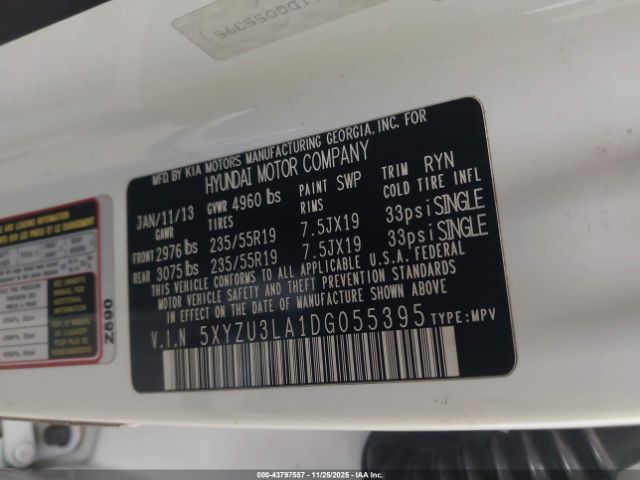 1DG055395
MFD BY KIA MOTORS MANUFACTURING GEORGIA, INC. FOR
HYUNDAI MOTOR COMPANY
JAN/11/13 GVWR 4960 lbs PAINT SWP TRIM RYN
GAWR TIRES RIMS COLD TIRE INFL
FRONT 2976 lbs 235/55R19 7.5JX19 33psi SINGLE
REAR 3075 lbs 235/55R19 7.5JX19 33psi SINGLE
THIS VEHICLE CONFORMS TO ALL APPLICABLE U.S.A. FEDERAL
MOTOR VEHICLE SAFETY AND THEFT PREVENTION STANDARDS
IN EFFECT ON THE DATE OF MANUFACTURE SHOWN ABOVE.
V.I.N 5XYZU3LA1DG055395 TYPE: MPV
Z590
000-43797557 - 11/25/2025 - IAAI.com